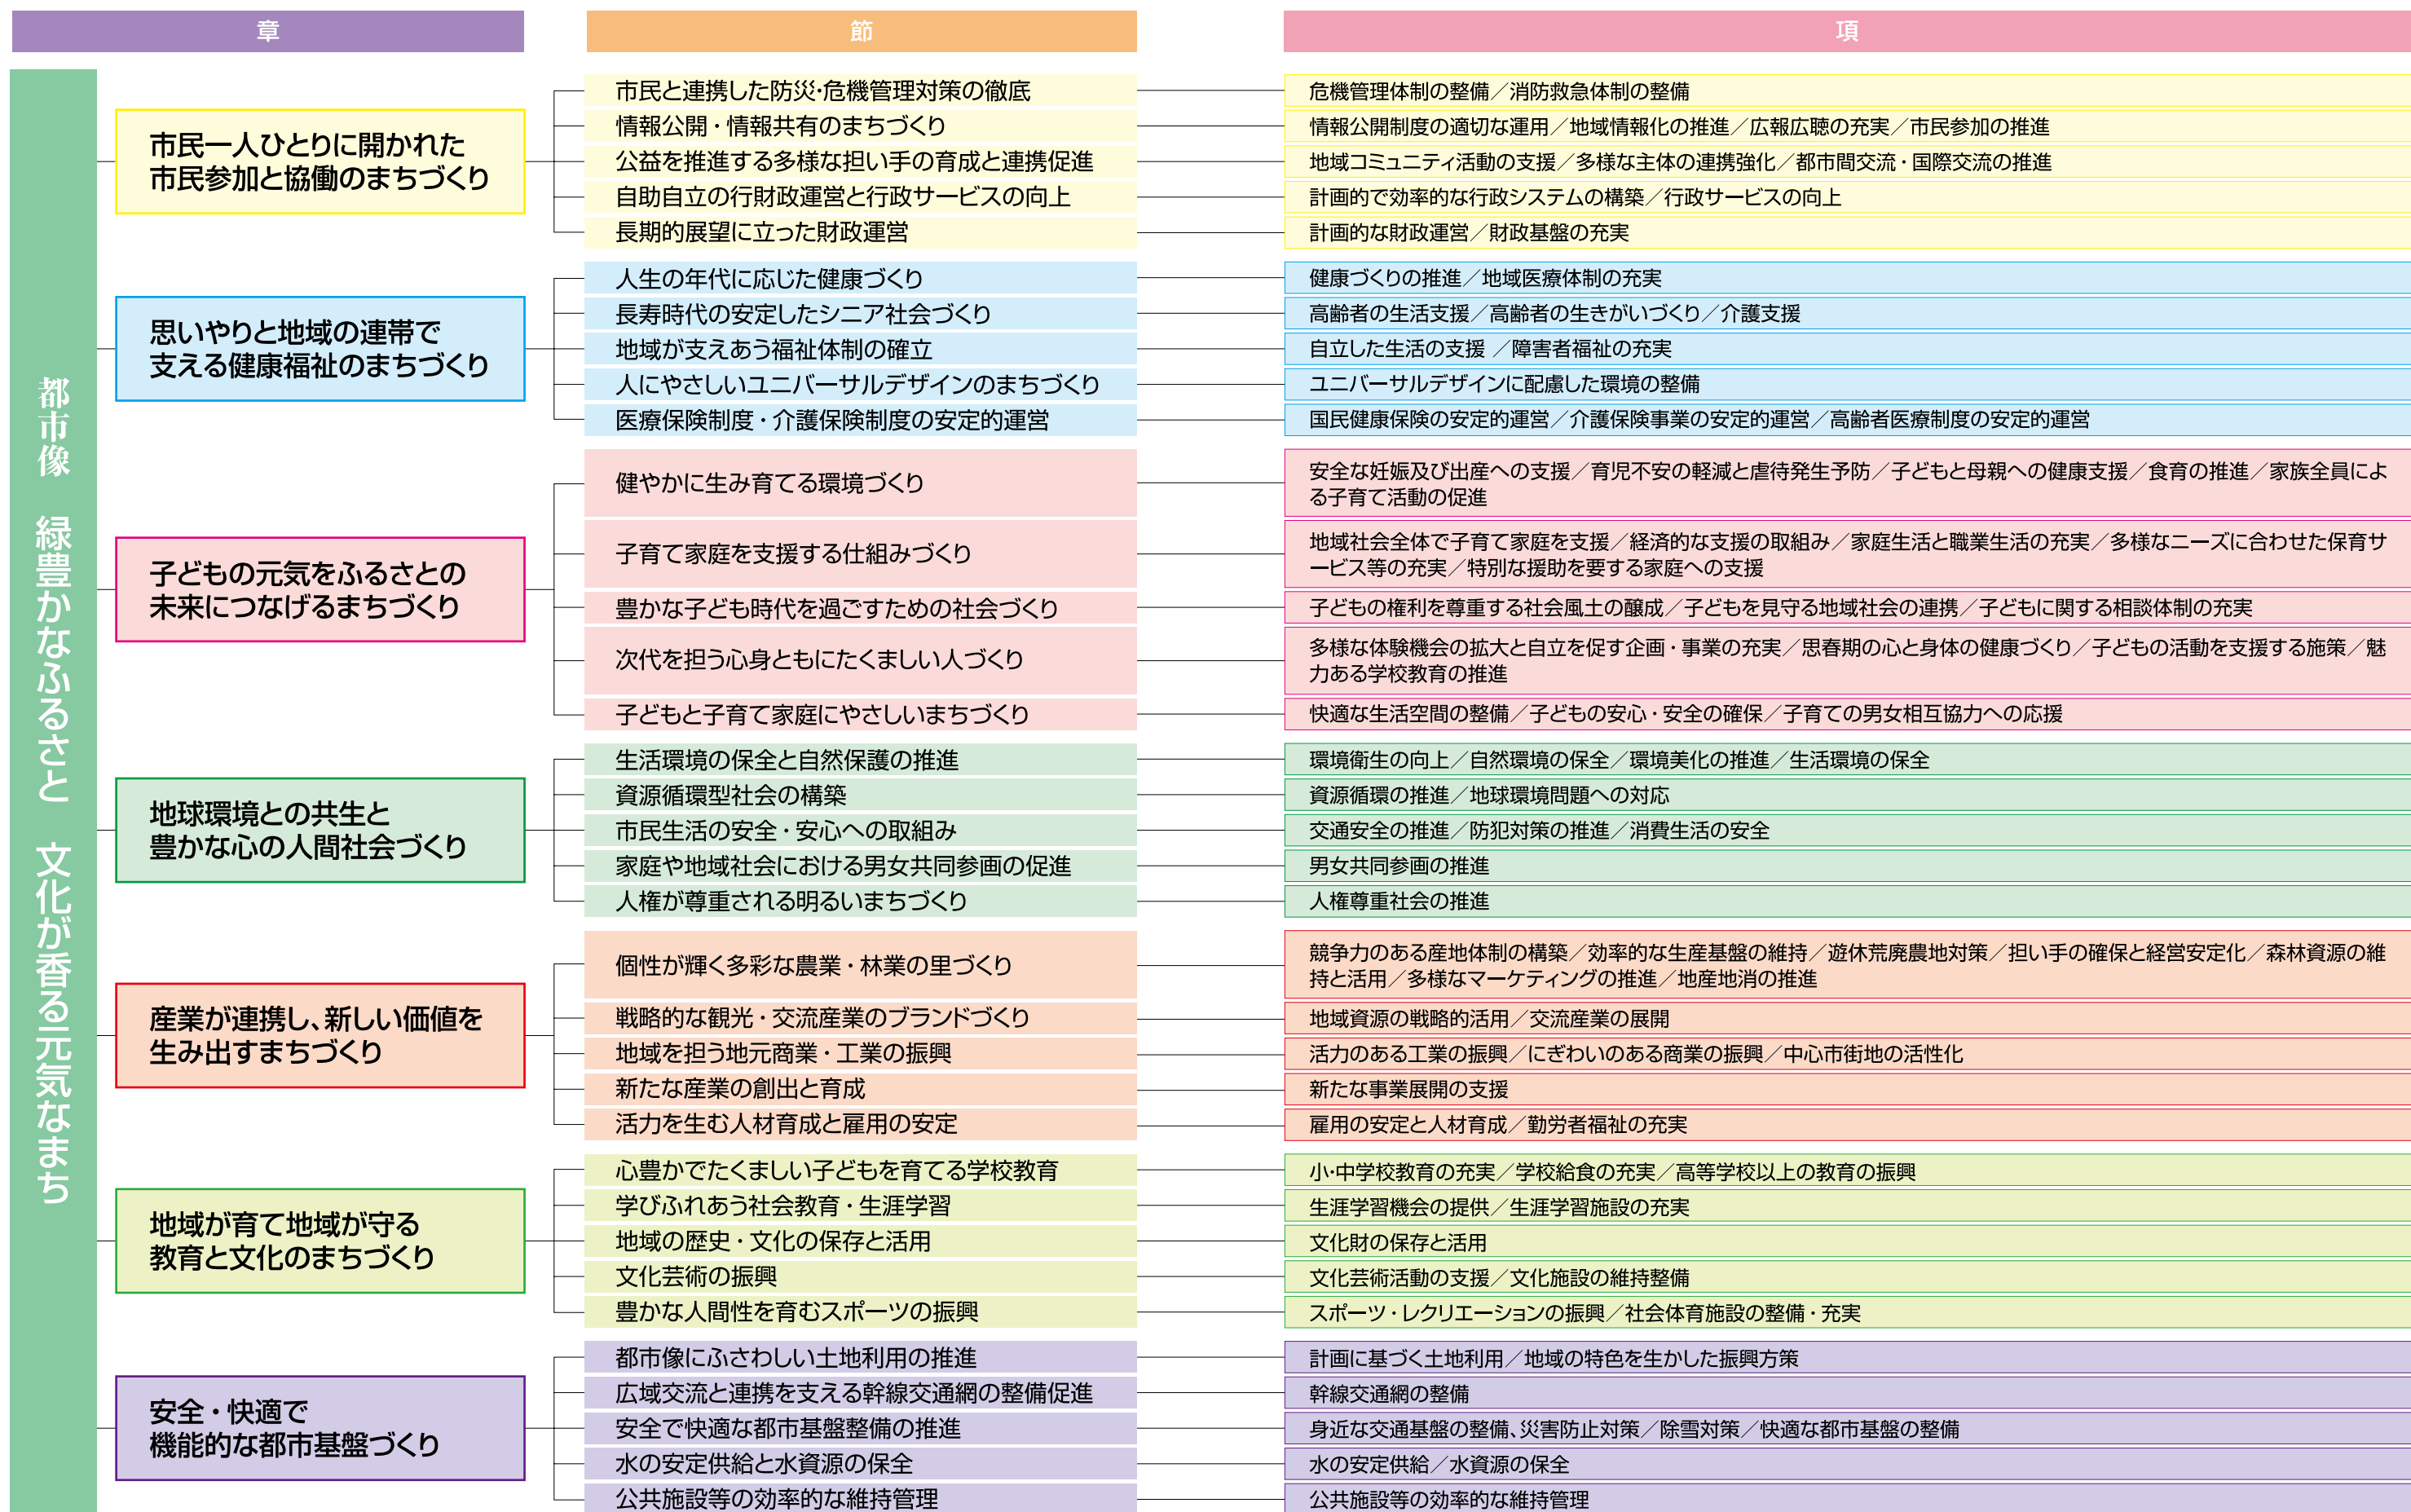 章
節
項
都市像　緑豊かなふるさと　文化が香る元気なまち
市民一人ひとりに開かれた
市民参加と協働のまちづくり
市民と連携した防災・危機管理対策の徹底
危機管理体制の整備／消防救急体制の整備
情報公開・情報共有のまちづくり
情報公開制度の適切な運用／地域情報化の推進／広報広聴の充実／市民参加の推進
公益を推進する多様な担い手の育成と連携促進
地域コミュニティ活動の支援／多様な主体の連携強化／都市間交流・国際交流の推進
自助自立の行財政運営と行政サービスの向上
計画的で効率的な行政システムの構築／行政サービスの向上
長期的展望に立った財政運営
計画的な財政運営／財政基盤の充実
思いやりと地域の連帯で
支える健康福祉のまちづくり
人生の年代に応じた健康づくり
健康づくりの推進／地域医療体制の充実
長寿時代の安定したシニア社会づくり
高齢者の生活支援／高齢者の生きがいづくり／介護支援
地域が支えあう福祉体制の確立
自立した生活の支援 ／障害者福祉の充実
人にやさしいユニバーサルデザインのまちづくり
ユニバーサルデザインに配慮した環境の整備
医療保険制度・介護保険制度の安定的運営
国民健康保険の安定的運営／介護保険事業の安定的運営／高齢者医療制度の安定的運営
子どもの元気をふるさとの
未来につなげるまちづくり
健やかに生み育てる環境づくり
安全な妊娠及び出産への支援／育児不安の軽減と虐待発生予防／子どもと母親への健康支援／食育の推進／家族全員によ
る子育て活動の促進
子育て家庭を支援する仕組みづくり
地域社会全体で子育て家庭を支援／経済的な支援の取組み／家庭生活と職業生活の充実／多様なニーズに合わせた保育サ
ービス等の充実／特別な援助を要する家庭への支援
豊かな子ども時代を過ごすための社会づくり
子どもの権利を尊重する社会風土の醸成／子どもを見守る地域社会の連携／子どもに関する相談体制の充実
次代を担う心身ともにたくましい人づくり
多様な体験機会の拡大と自立を促す企画・事業の充実／思春期の心と身体の健康づくり／子どもの活動を支援する施策／魅
力ある学校教育の推進
子どもと子育て家庭にやさしいまちづくり
快適な生活空間の整備／子どもの安心・安全の確保／子育ての男女相互協力への応援
地球環境との共生と
豊かな心の人間社会づくり
生活環境の保全と自然保護の推進
環境衛生の向上／自然環境の保全／環境美化の推進／生活環境の保全
資源循環型社会の構築
資源循環の推進／地球環境問題への対応
市民生活の安全・安心への取組み
交通安全の推進／防犯対策の推進／消費生活の安全
家庭や地域社会における男女共同参画の促進
男女共同参画の推進
人権が尊重される明るいまちづくり
人権尊重社会の推進
産業が連携し、新しい価値を
生み出すまちづくり
個性が輝く多彩な農業・林業の里づくり
競争力のある産地体制の構築／効率的な生産基盤の維持／遊休荒廃農地対策／担い手の確保と経営安定化／森林資源の維
持と活用／多様なマーケティングの推進／地産地消の推進
戦略的な観光・交流産業のブランドづくり
地域資源の戦略的活用／交流産業の展開
地域を担う地元商業・工業の振興
活力のある工業の振興／にぎわいのある商業の振興／中心市街地の活性化
新たな産業の創出と育成
新たな事業展開の支援
活力を生む人材育成と雇用の安定
雇用の安定と人材育成／勤労者福祉の充実
地域が育て地域が守る
教育と文化のまちづくり
心豊かでたくましい子どもを育てる学校教育
小・中学校教育の充実／学校給食の充実／高等学校以上の教育の振興
学びふれあう社会教育・生涯学習
生涯学習機会の提供／生涯学習施設の充実
地域の歴史・文化の保存と活用
文化財の保存と活用
文化芸術の振興
文化芸術活動の支援／文化施設の維持整備
豊かな人間性を育むスポーツの振興
スポーツ・レクリエーションの振興／社会体育施設の整備・充実
安全・快適で
機能的な都市基盤づくり
都市像にふさわしい土地利用の推進
計画に基づく土地利用／地域の特色を生かした振興方策
広域交流と連携を支える幹線交通網の整備促進
幹線交通網の整備
安全で快適な都市基盤整備の推進
身近な交通基盤の整備、災害防止対策／除雪対策／快適な都市基盤の整備
水の安定供給と水資源の保全
水の安定供給／水資源の保全
公共施設等の効率的な維持管理
公共施設等の効率的な維持管理